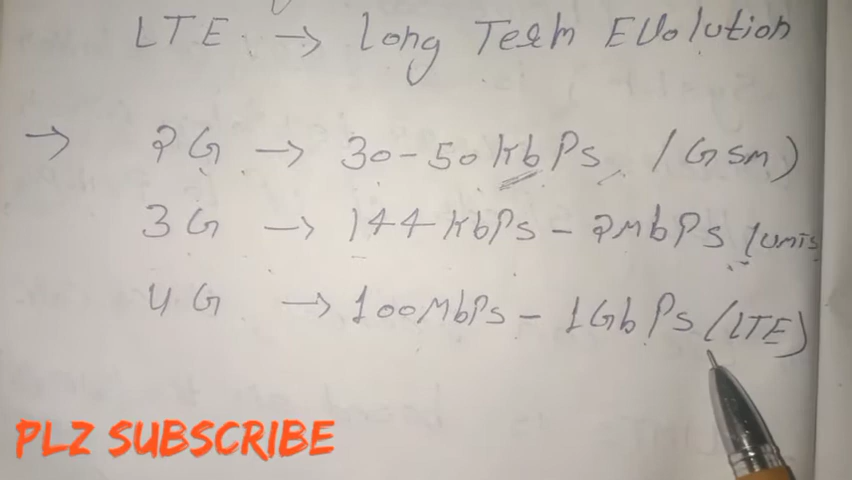 LTE → Long Term Evolution
→ 2G → 30-50 kbps (GSM)
3G → 144 kbps - 2Mbps (UMTS
4G → 100Mbps - 1Gbps (LTE)
PLZ SUBSCRIBE